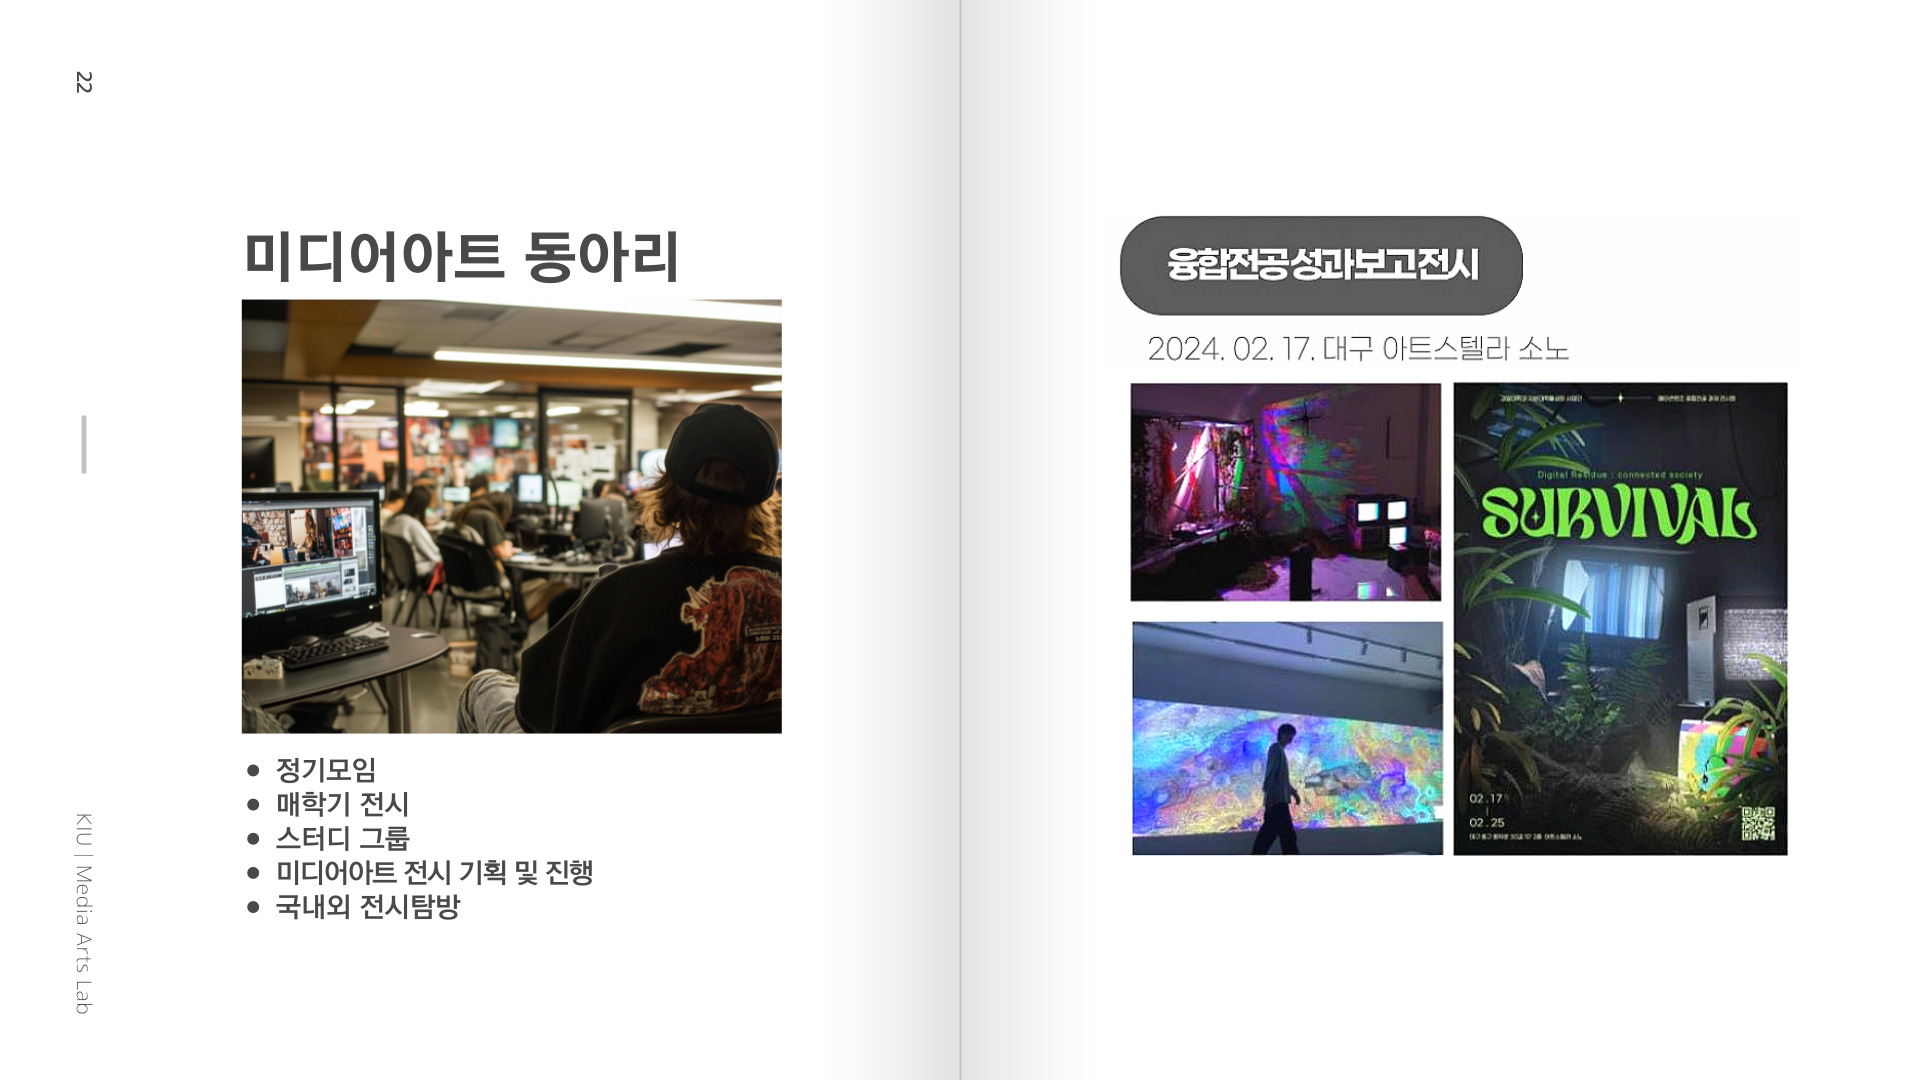 22
미디어아트 동아리
정기모임
매학기 전시
스터디 그룹
미디어아트 전시 기획 및 진행
국내외 전시탐방
KIU | Media Arts Lab
융합전공성과보고전시
2024. 02. 17. 대구 아트스텔라 소노
Digital Residue : connected society
SURVIVAL
02.17
02.25